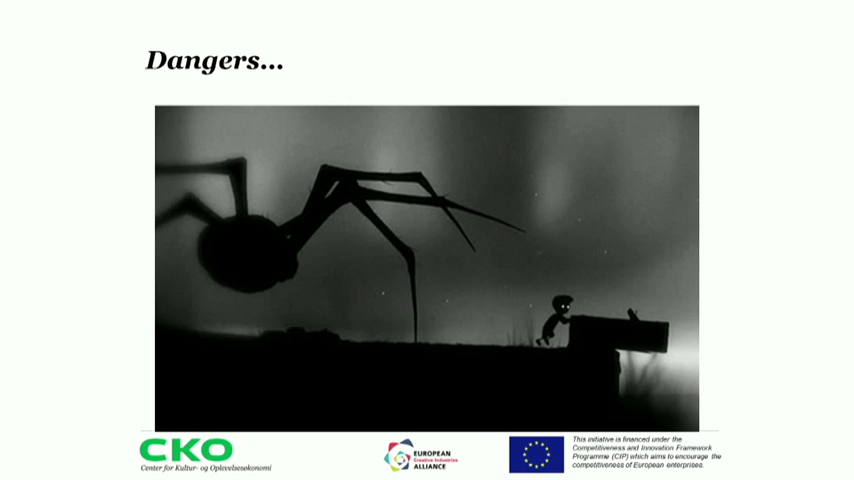 Dangers...
CKO
Center for Kultur- og Oplevelsesøkonomi
EUROPEAN
Creative Industries
ALLIANCE
This initiative is financed under the
Competitiveness and Innovation Framework
Programme (CIP) which aims to encourage the
competitiveness of European enterprises.